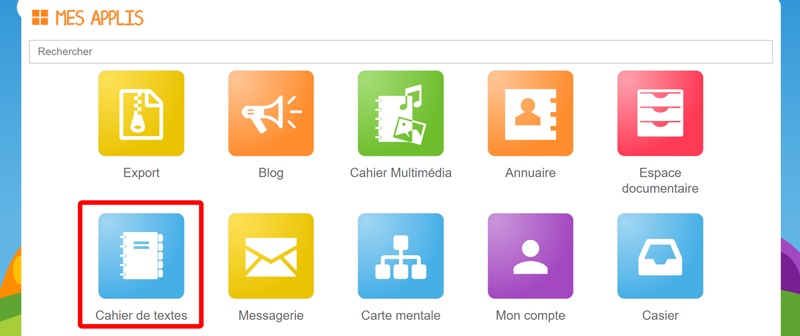 MES APPLIS
Rechercher
Export
Blog
Cahier Multimédia
Annuaire
Espace
documentaire
Cahier de textes
Messagerie
Carte mentale
Mon compte
Casier